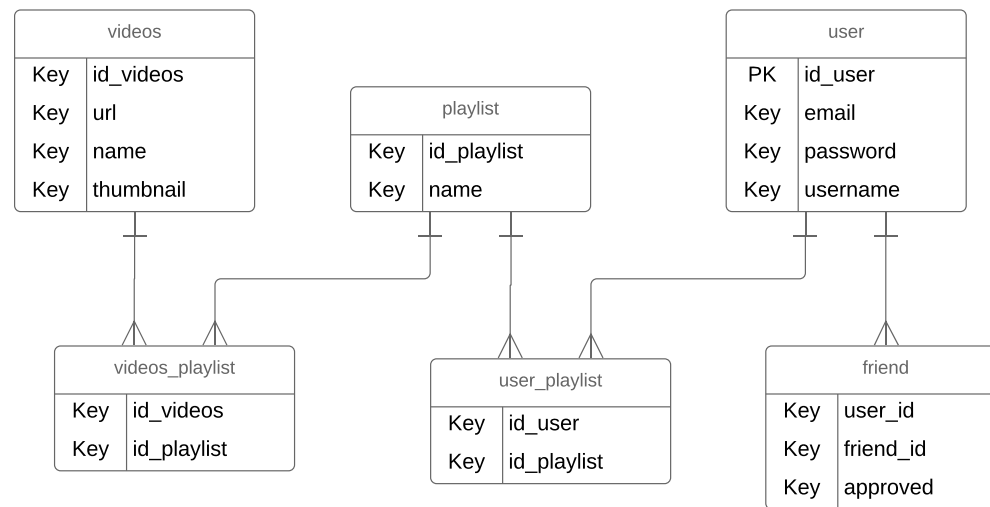 videos
Key id_videos
Key url
Key name
Key thumbnail
playlist
Key id_playlist
Key name
user
PK id_user
Key email
Key password
Key username
videos_playlist
Key id_videos
Key id_playlist
user_playlist
Key id_user
Key id_playlist
friend
Key user_id
Key friend_id
Key approved